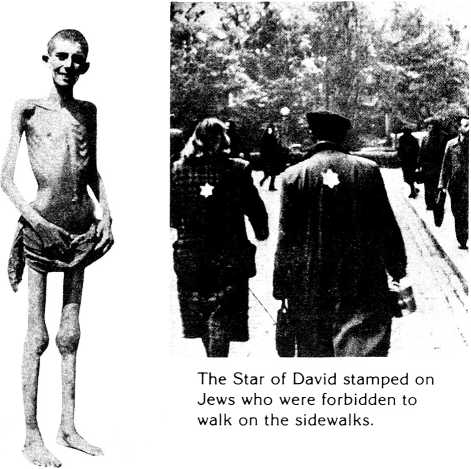 The Star of David stamped on
Jews who were forbidden to
walk on the sidewalks.